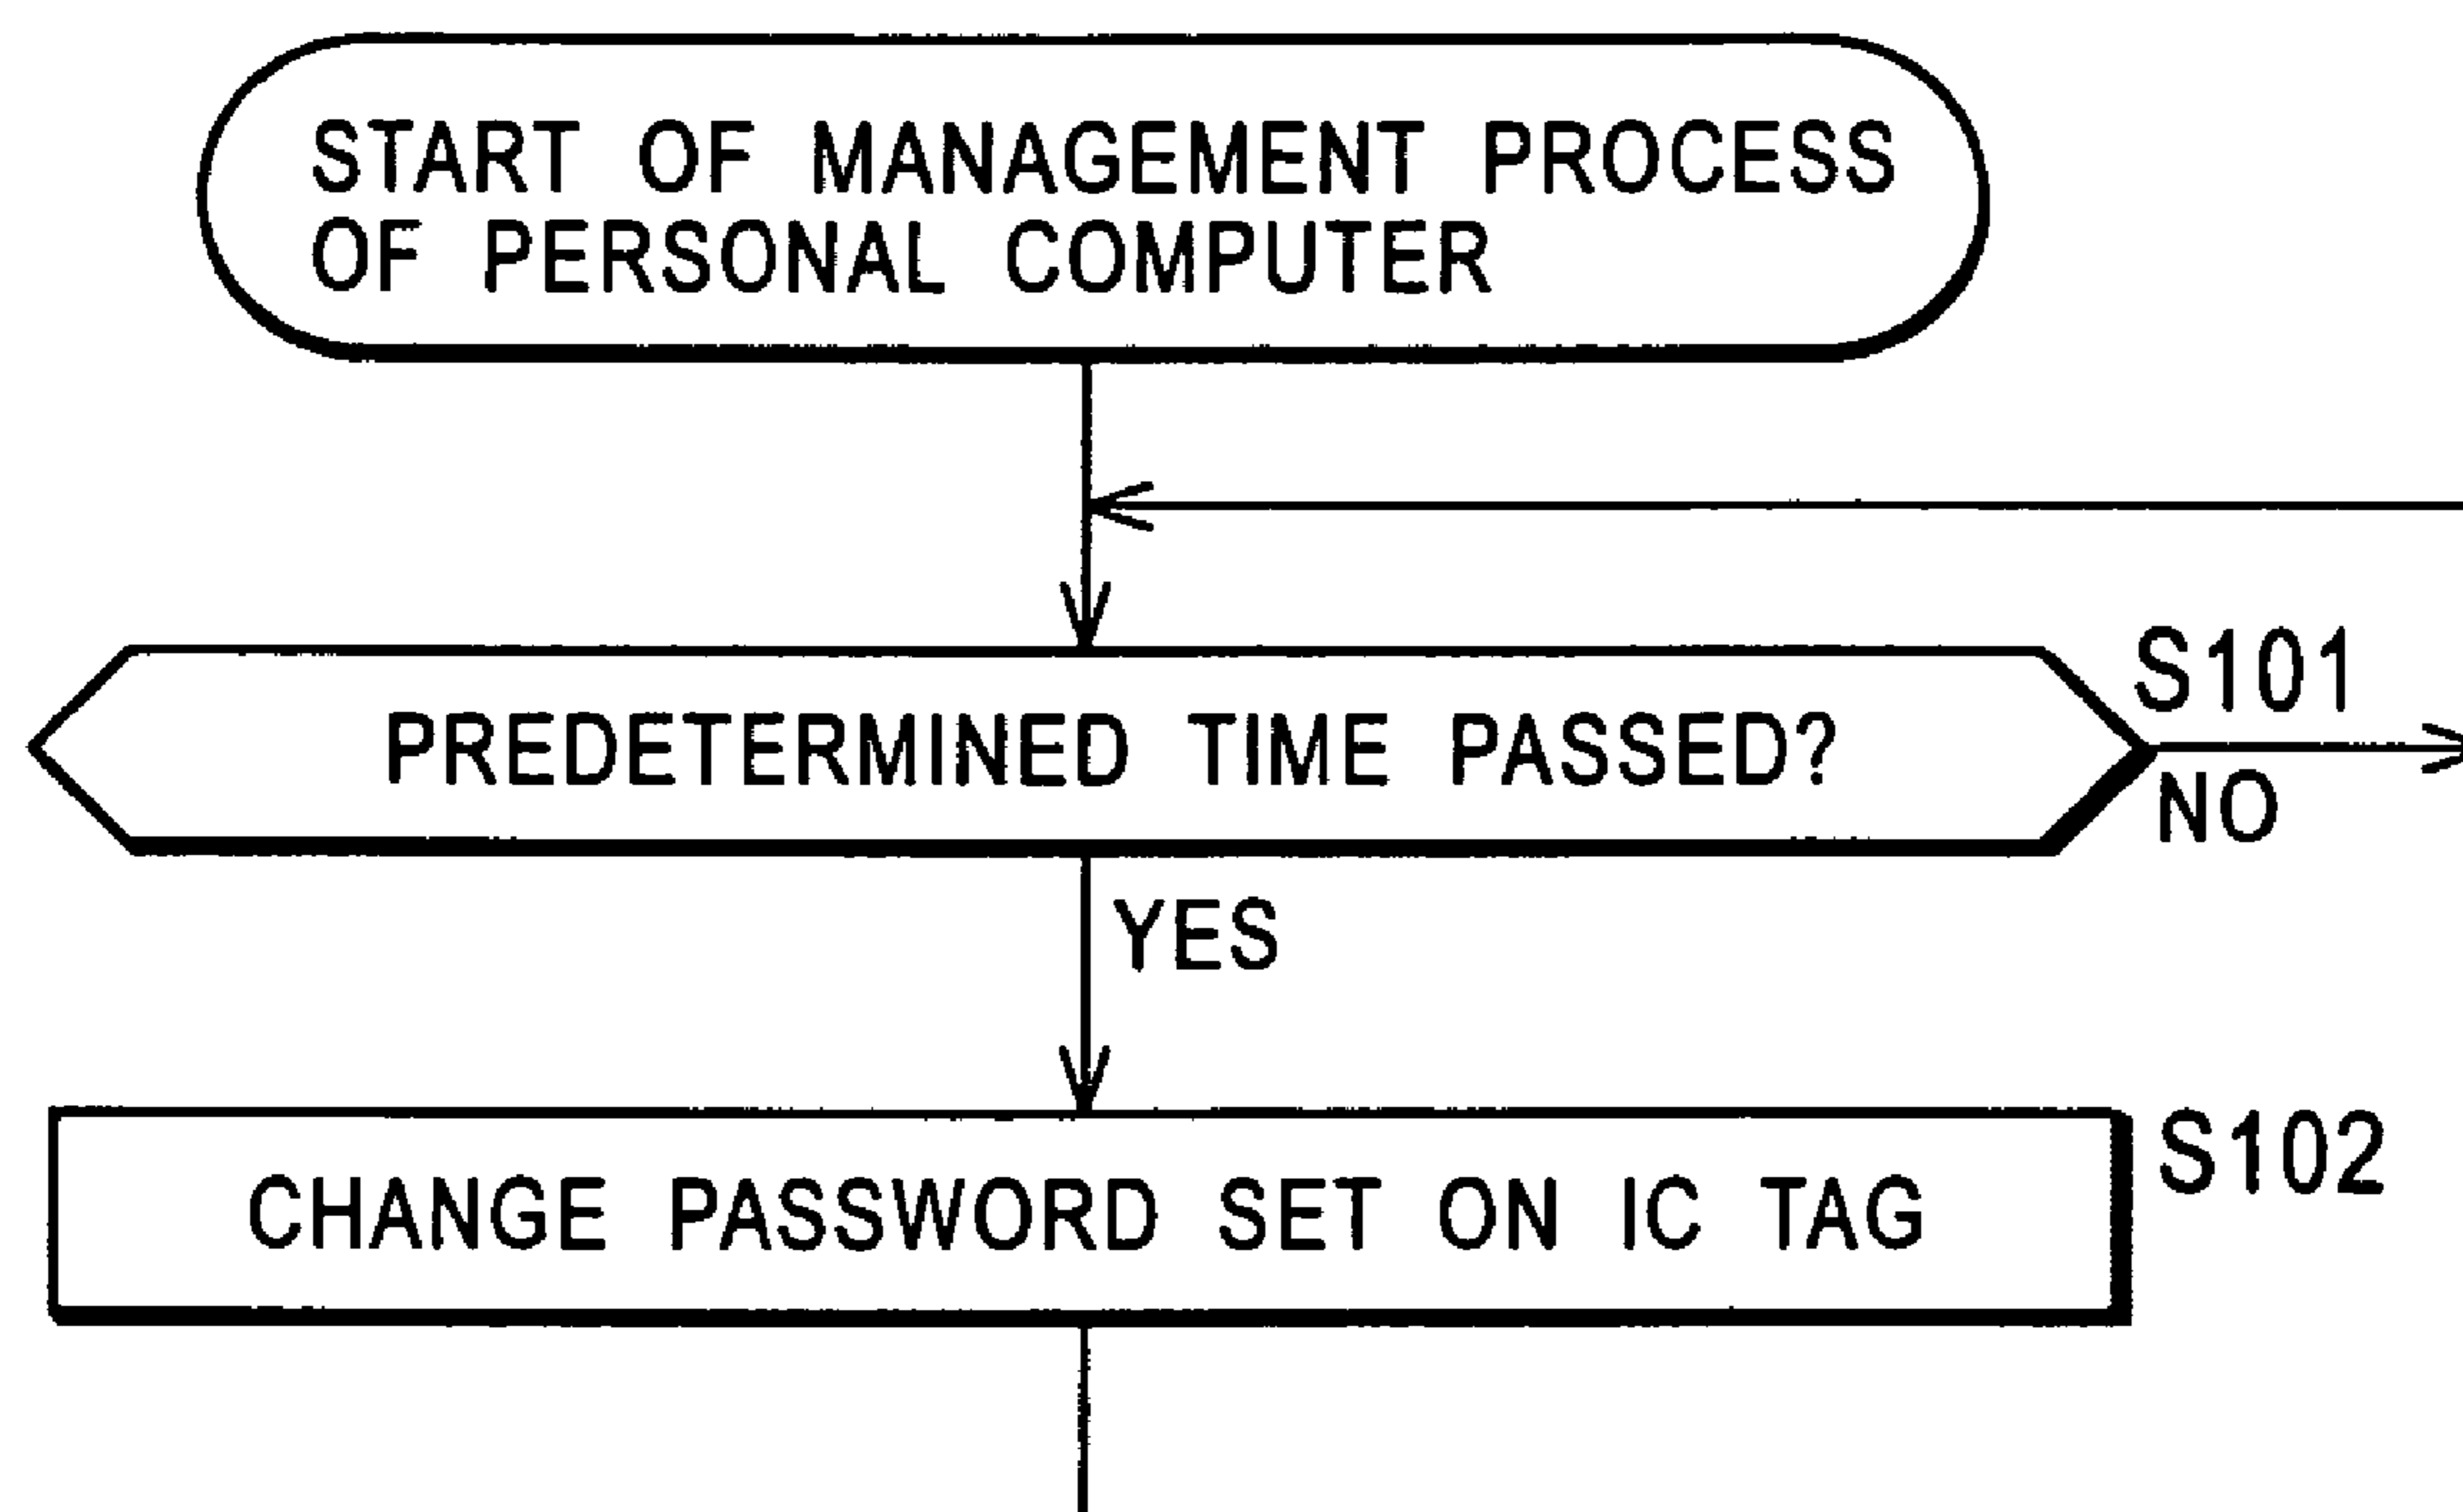 START OF MANAGEMENT PROCESS
OF PERSONAL COMPUTER
S101
PREDETERMINED TIME PASSED?
NO
YES
S102
CHANGE PASSWORD SET ON IC TAG